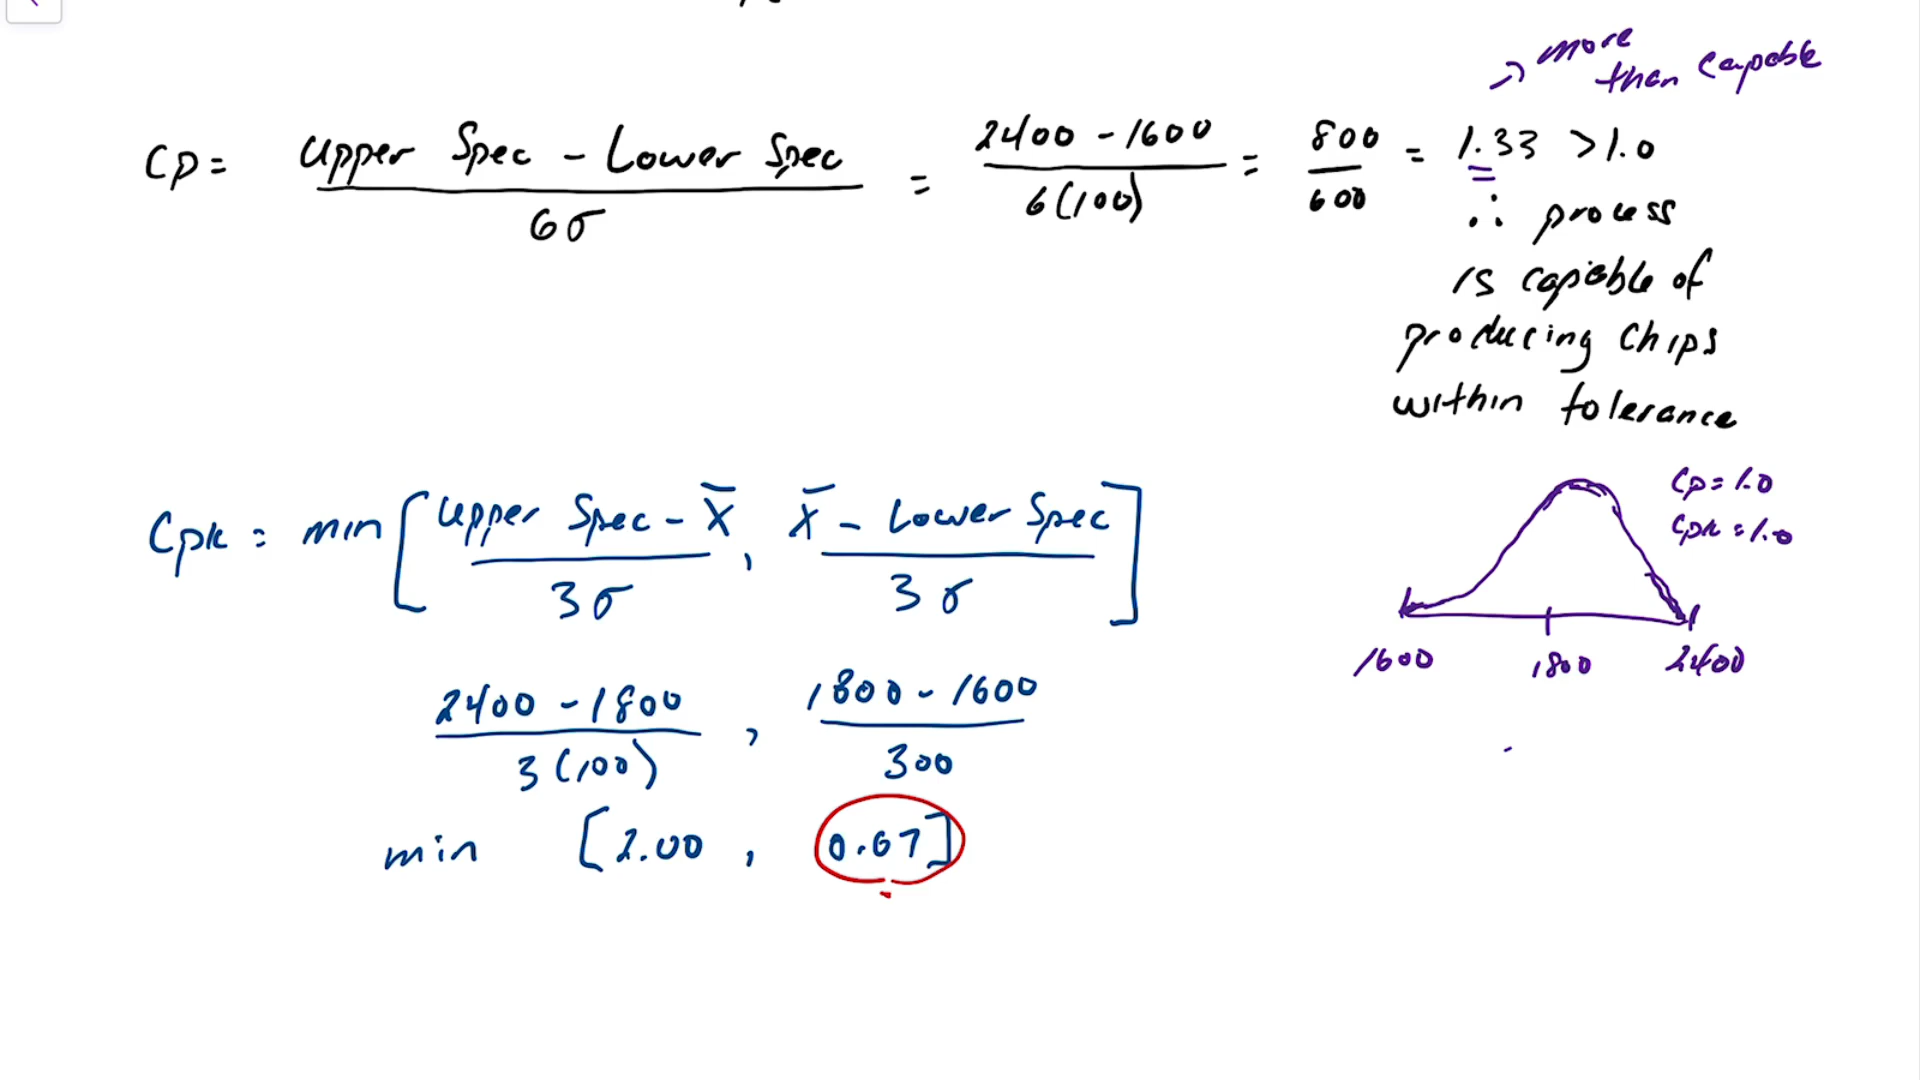 more
than capable
Cp = Upper Spec - Lower Spec / 6σ = 2400 - 1600 / 6(100) = 800 / 600 = 1.33 > 1.0
∴ process
is capable of
producing chips
within tolerance
Cp = 1.0
Cpk = 1.0
Cpk = min [ Upper Spec - X̄ / 3σ , X̄ - Lower Spec / 3σ ]
1600 1800 2400
2400 - 1800 / 3(100) , 1800 - 1600 / 300
min [2.00 , 0.67]